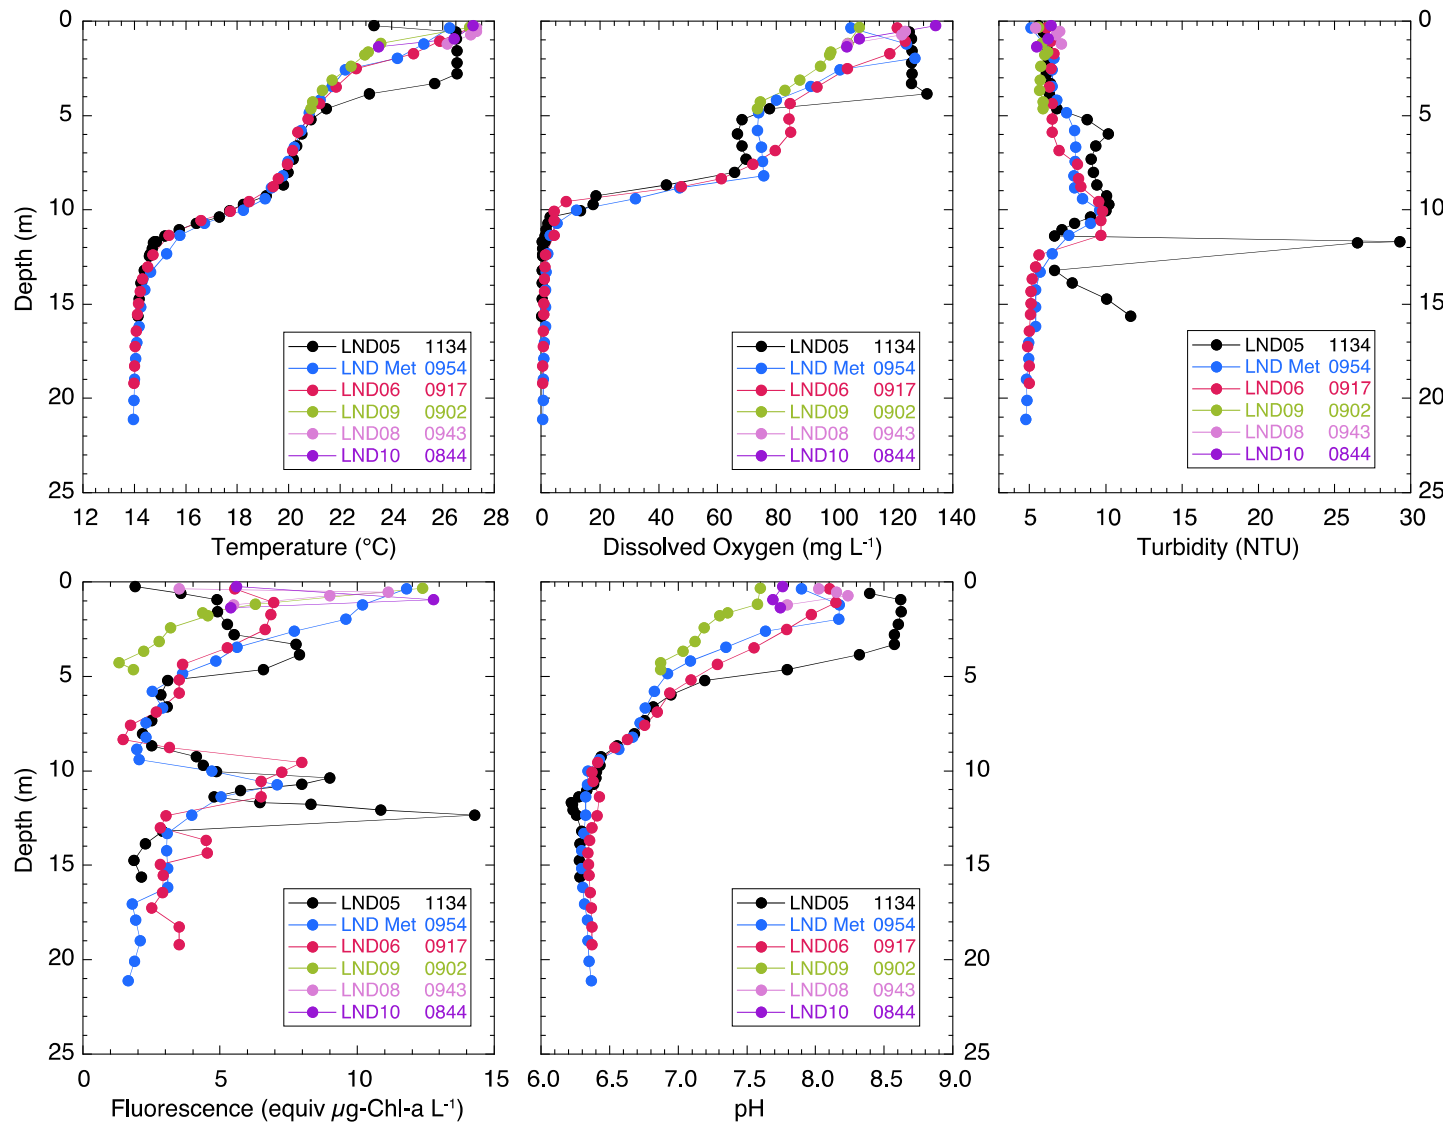 0
5
10
15
20
25
Depth (m)
12 14 16 18 20 22 24 26 28
Temperature (°C)
LND05 1134
LND Met 0954
LND06 0917
LND09 0902
LND08 0943
LND10 0844
0 20 40 60 80 100 120 140
Dissolved Oxygen (mg L-1)
LND05 1134
LND Met 0954
LND06 0917
LND09 0902
LND08 0943
LND10 0844
0
5
10
15
20
25
5 10 15 20 25 30
Turbidity (NTU)
LND05 1134
LND Met 0954
LND06 0917
LND09 0902
LND08 0943
LND10 0844
0
5
10
15
20
25
Depth (m)
0 5 10 15
Fluorescence (equiv µg-Chl-a L-1)
LND05 1134
LND Met 0954
LND06 0917
LND09 0902
LND08 0943
LND10 0844
0
5
10
15
20
25
6.0 6.5 7.0 7.5 8.0 8.5 9.0
pH
LND05 1134
LND Met 0954
LND06 0917
LND09 0902
LND08 0943
LND10 0844